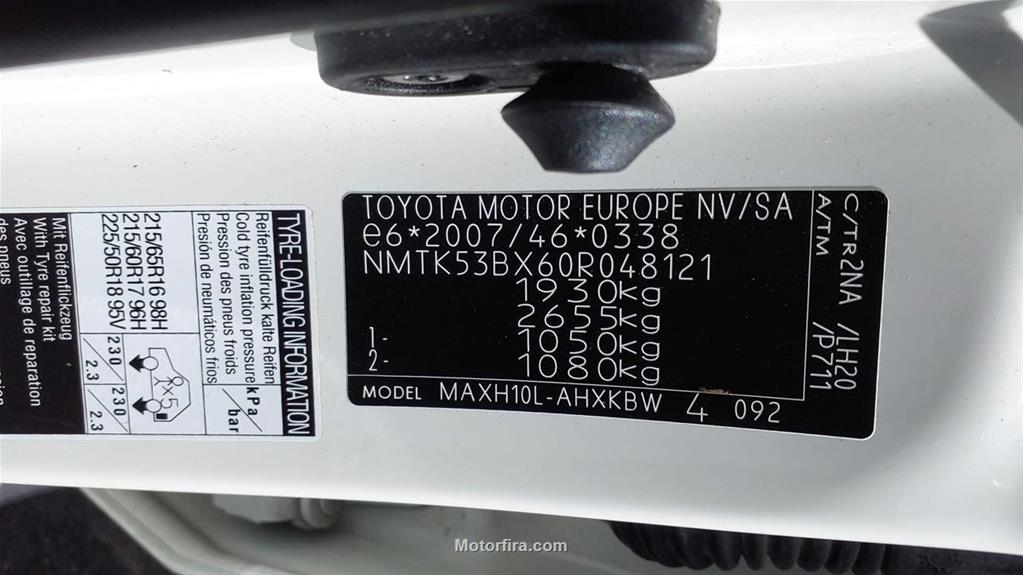 TOYOTA MOTOR EUROPE NV/SA
e6*2007/46*0338
NMTK53BX60R048121
1930kg
2655kg
1- 1050kg
2- 1080kg
MODEL MAXH10L-AHXKBW 4 092
C/TR 2NA /LH20
A/TM /P711
TYRE-LOADING INFORMATION
Reifenfülldruck kalte Reifen
Cold tyre inflation pressure
Pression des pneus froids
Presión de neumáticos fríos
kPa/bar
x 5
215/65R16 98H
215/60R17 96H
225/50R18 95V
230/2.3
230/2.3
Mit Reifenflickzeug
With Tyre repair kit
Avec outillage de reparation
Motorfira.com